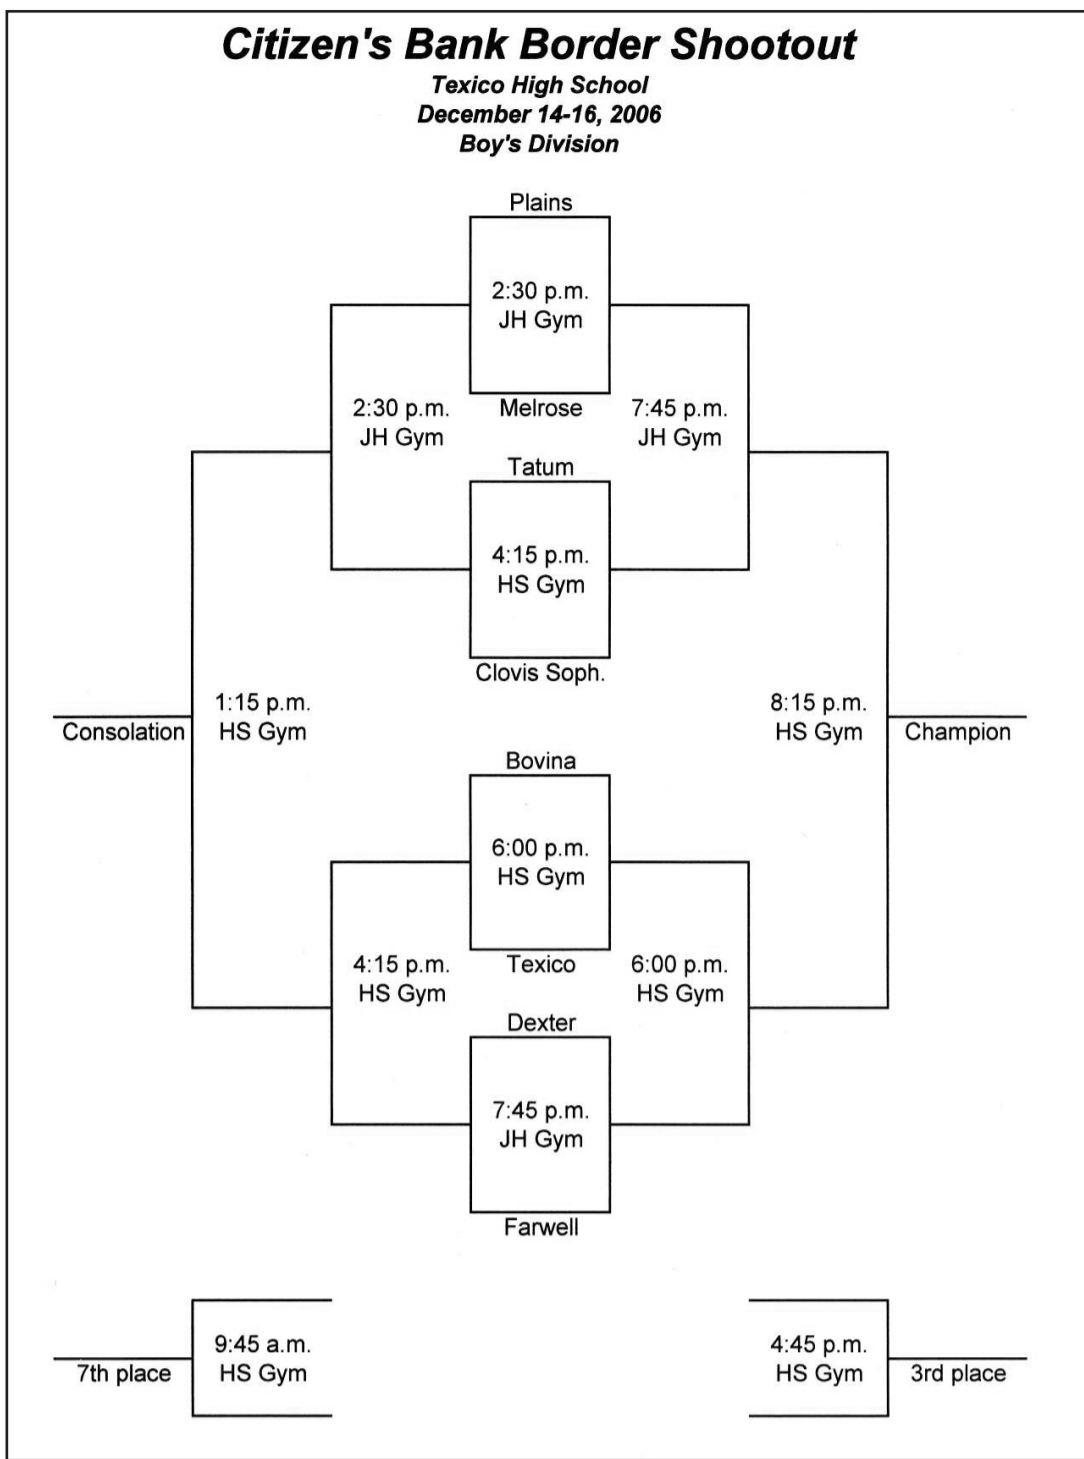 Citizen's Bank Border Shootout
Texico High School
December 14-16, 2006
Boy's Division
Plains
2:30 p.m.
JH Gym
Melrose
2:30 p.m.
JH Gym
7:45 p.m.
JH Gym
Tatum
4:15 p.m.
HS Gym
Clovis Soph.
1:15 p.m.
HS Gym
Consolation
8:15 p.m.
HS Gym
Champion
Bovina
6:00 p.m.
HS Gym
Texico
4:15 p.m.
HS Gym
6:00 p.m.
HS Gym
Dexter
7:45 p.m.
JH Gym
Farwell
9:45 a.m.
HS Gym
7th place
4:45 p.m.
HS Gym
3rd place